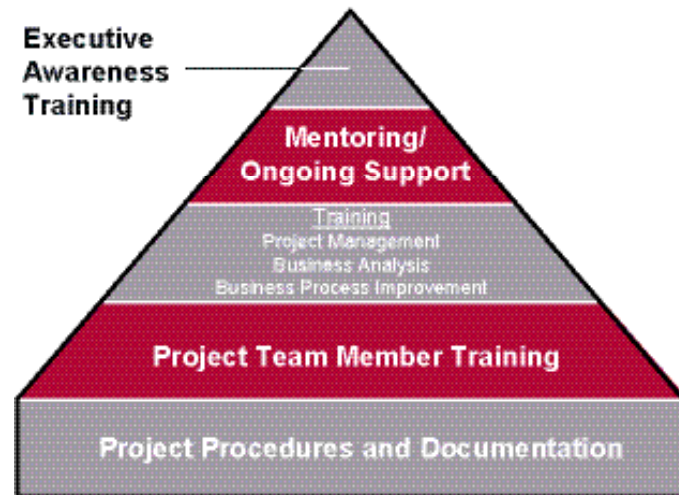 Executive
Awareness
Training
Mentoring/
Ongoing Support
Training
Project Management
Business Analysis
Business Process Improvement
Project Team Member Training
Project Procedures and Documentation